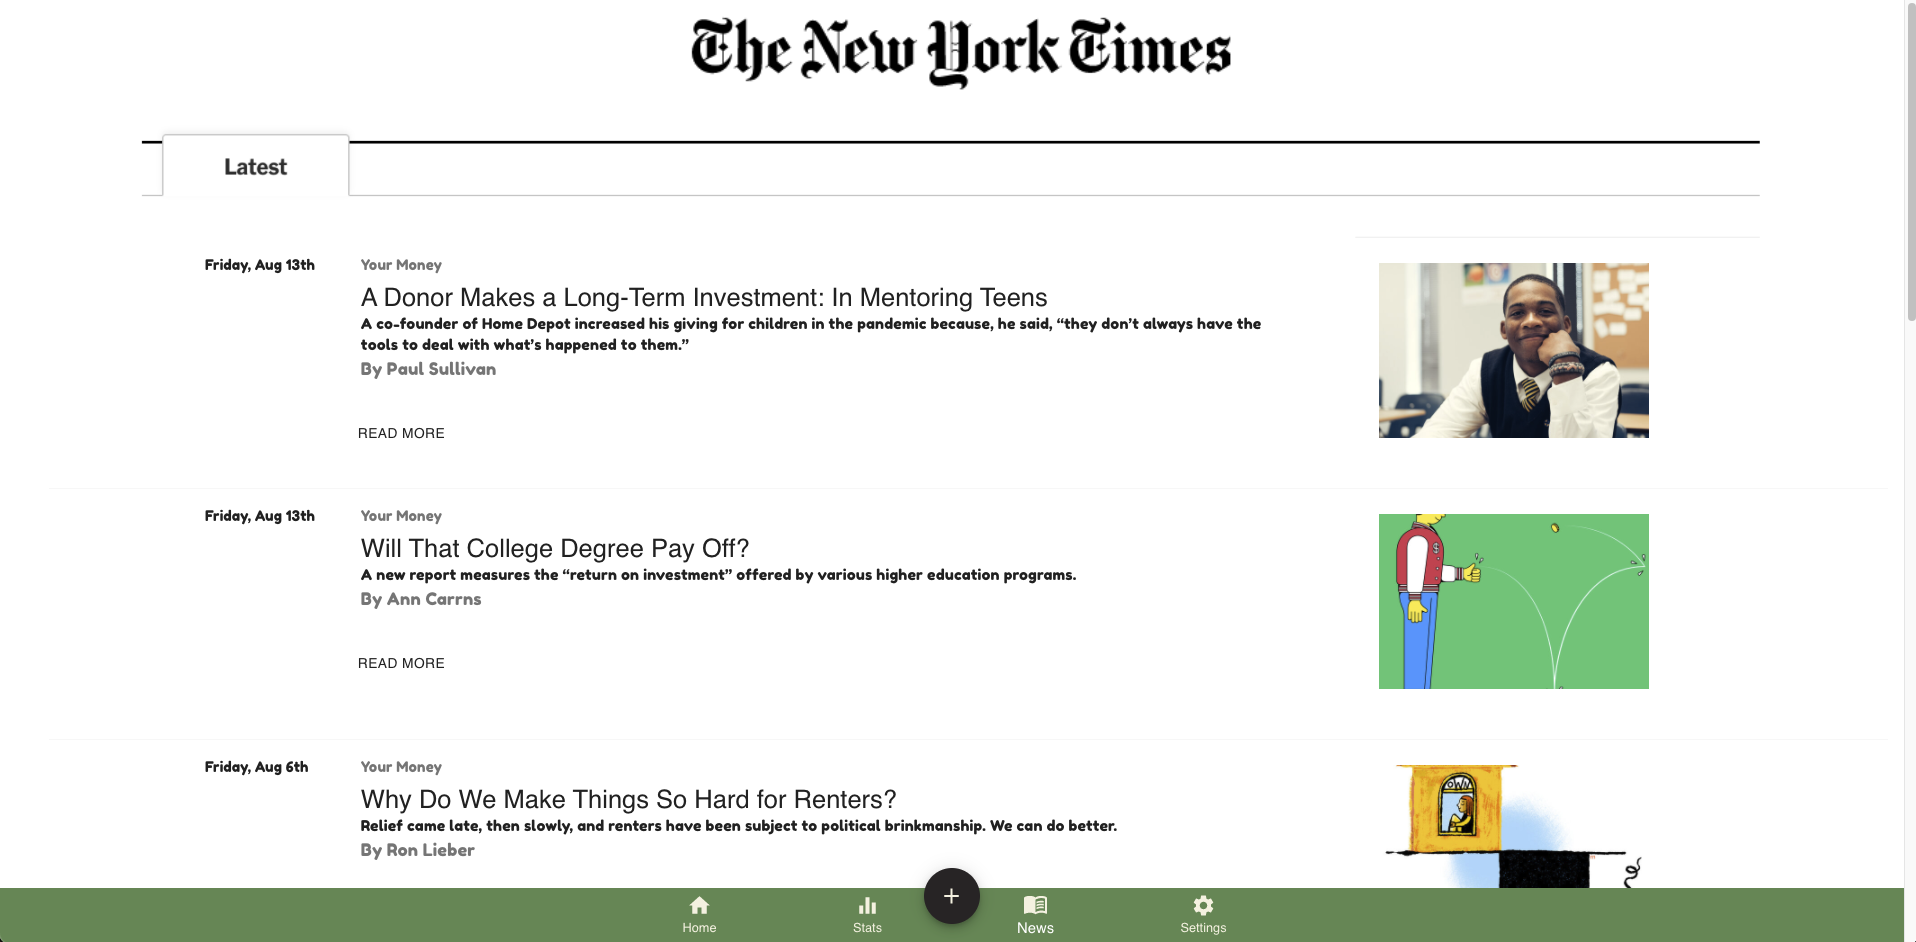 The New York Times
Latest
Friday, Aug 13th
Your Money
A Donor Makes a Long-Term Investment: In Mentoring Teens
A co-founder of Home Depot increased his giving for children in the pandemic because, he said, “they don’t always have the
tools to deal with what’s happened to them.”
By Paul Sullivan
READ MORE
Friday, Aug 13th
Your Money
Will That College Degree Pay Off?
A new report measures the “return on investment” offered by various higher education programs.
By Ann Carrns
READ MORE
$
Friday, Aug 6th
Your Money
Why Do We Make Things So Hard for Renters?
Relief came late, then slowly, and renters have been subject to political brinkmanship. We can do better.
By Ron Lieber
OWN
+
Home
Stats
News
Settings